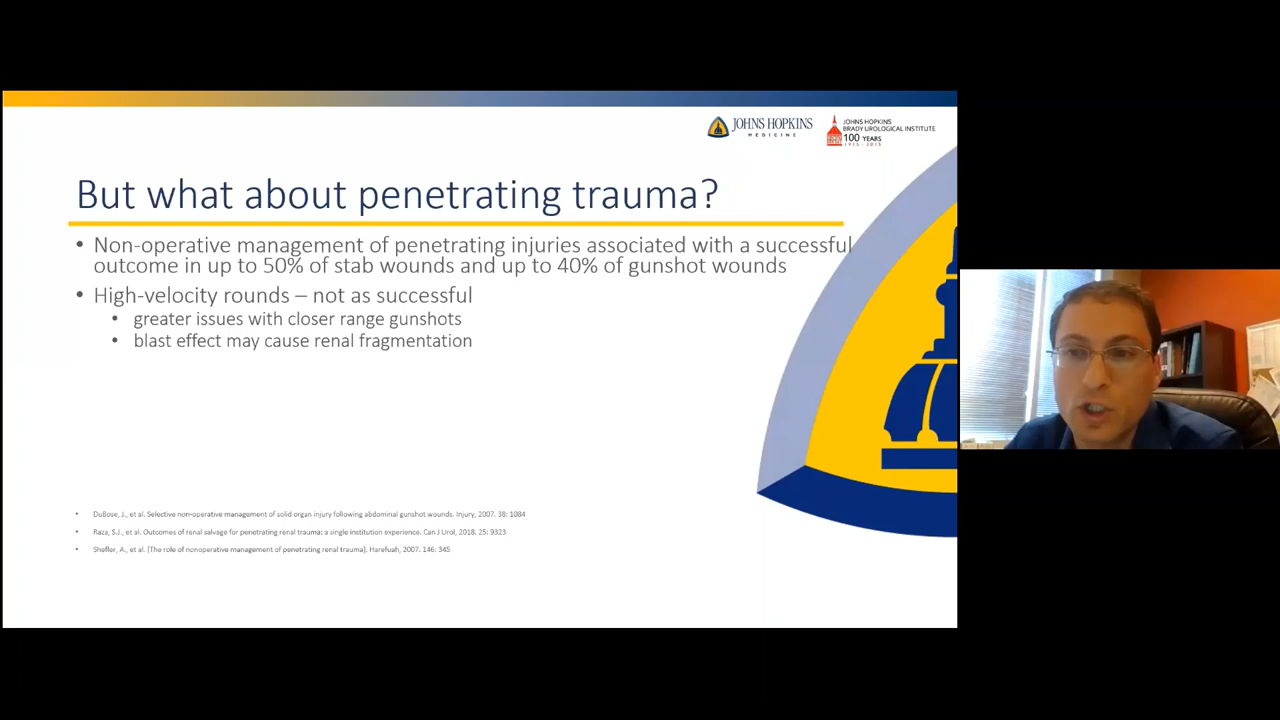 JOHNS HOPKINS
MEDICINE
JOHNS HOPKINS
BRADY UROLOGICAL INSTITUTE
100 YEARS
1915 - 2015
But what about penetrating trauma?
• Non-operative management of penetrating injuries associated with a successful
outcome in up to 50% of stab wounds and up to 40% of gunshot wounds
• High-velocity rounds – not as successful
• greater issues with closer range gunshots
• blast effect may cause renal fragmentation
• DuBose, J., et al. Selective non-operative management of solid organ injury following abdominal gunshot wounds. Injury, 2007. 38: 1084
• Raza, S.J., et al. Outcomes of renal salvage for penetrating renal trauma: a single institution experience. Can J Urol, 2018. 25: 9323
• Shefler, A., et al. [The role of nonoperative management of penetrating renal trauma]. Harefuah, 2007. 146: 345